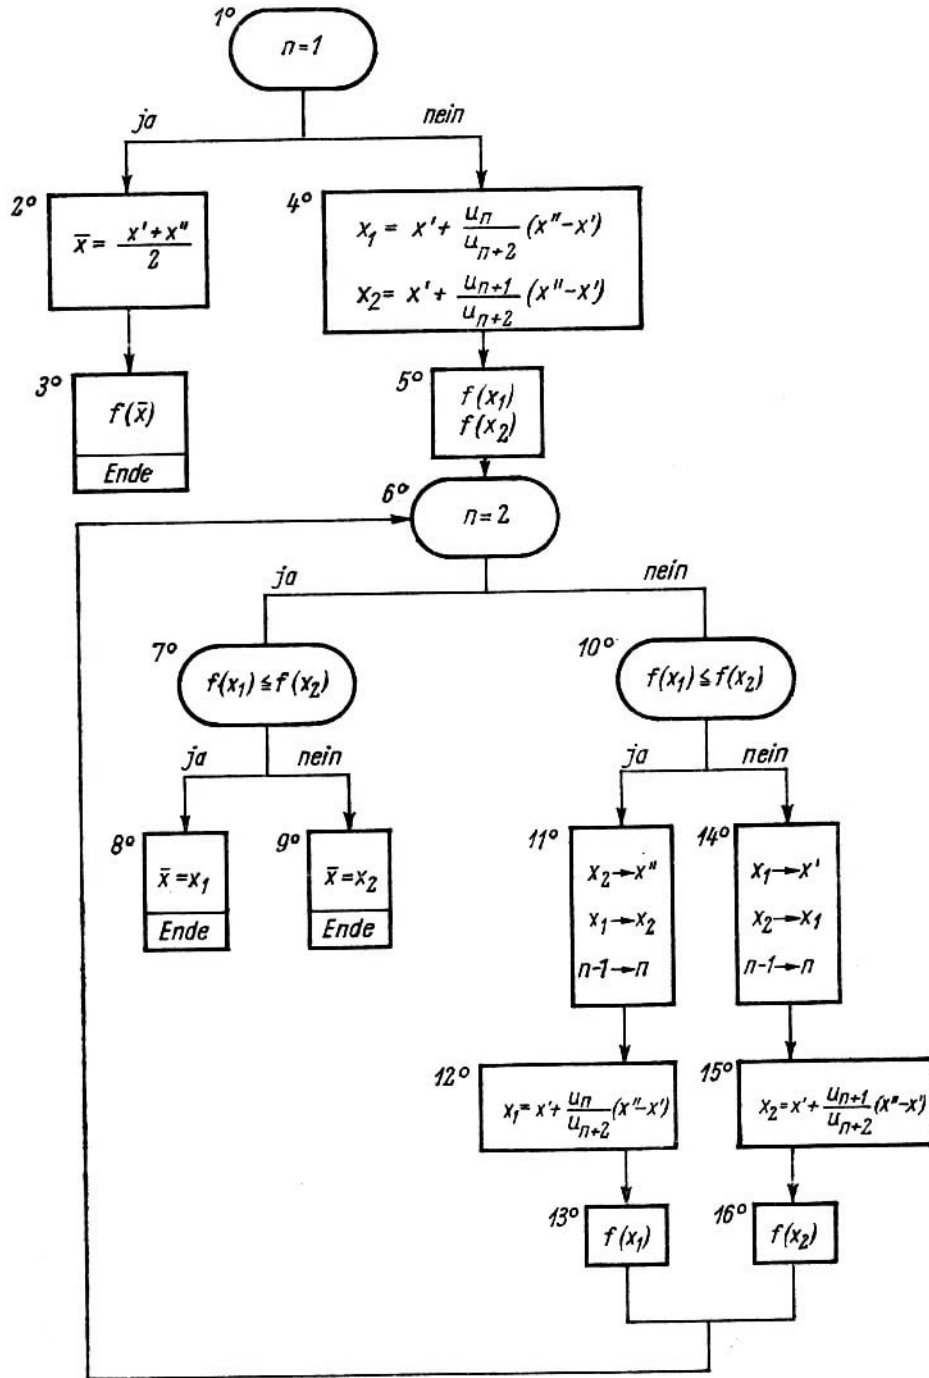 1°
n=1
ja
nein
2°
x̄ = (x' + x'')/2
4°
x₁ = x' + uₙ/uₙ₊₂ (x''−x')
x₂ = x' + uₙ₊₁/uₙ₊₂ (x''−x')
3°
f(x̄)
Ende
5°
f(x₁)
f(x₂)
6°
n=2
ja
nein
7°
f(x₁) ≦ f(x₂)
10°
f(x₁) ≦ f(x₂)
ja
nein
ja
nein
8°
x̄ = x₁
Ende
9°
x̄ = x₂
Ende
11°
x₂→x''
x₁→x₂
n-1→n
14°
x₁→x'
x₂→x₁
n-1→n
12°
x₁ = x' + uₙ/uₙ₊₂ (x''−x')
15°
x₂ = x' + uₙ₊₁/uₙ₊₂ (x''−x')
13°
f(x₁)
16°
f(x₂)